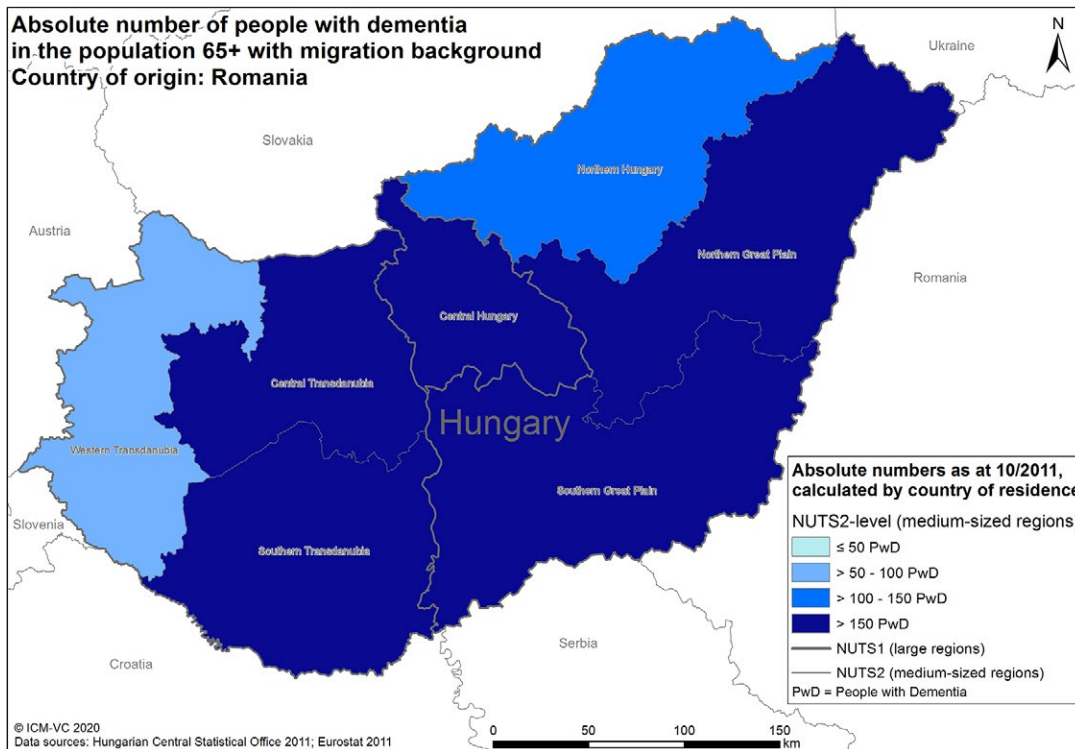 Absolute number of people with dementia
in the population 65+ with migration background
Country of origin: Romania
N
Ukraine
Slovakia
Northern Hungary
Austria
Northern Great Plain
Romania
Central Hungary
Central Transdanubia
Hungary
Western Transdanubia
Southern Great Plain
Slovenia
Southern Transdanubia
Serbia
Croatia
Absolute numbers as at 10/2011,
calculated by country of residence
NUTS2-level (medium-sized regions
≤ 50 PwD
> 50 - 100 PwD
> 100 - 150 PwD
> 150 PwD
NUTS1 (large regions)
NUTS2 (medium-sized regions)
PwD = People with Dementia
© ICM-VC 2020
Data sources: Hungarian Central Statistical Office 2011; Eurostat 2011
0 50 100 150
km